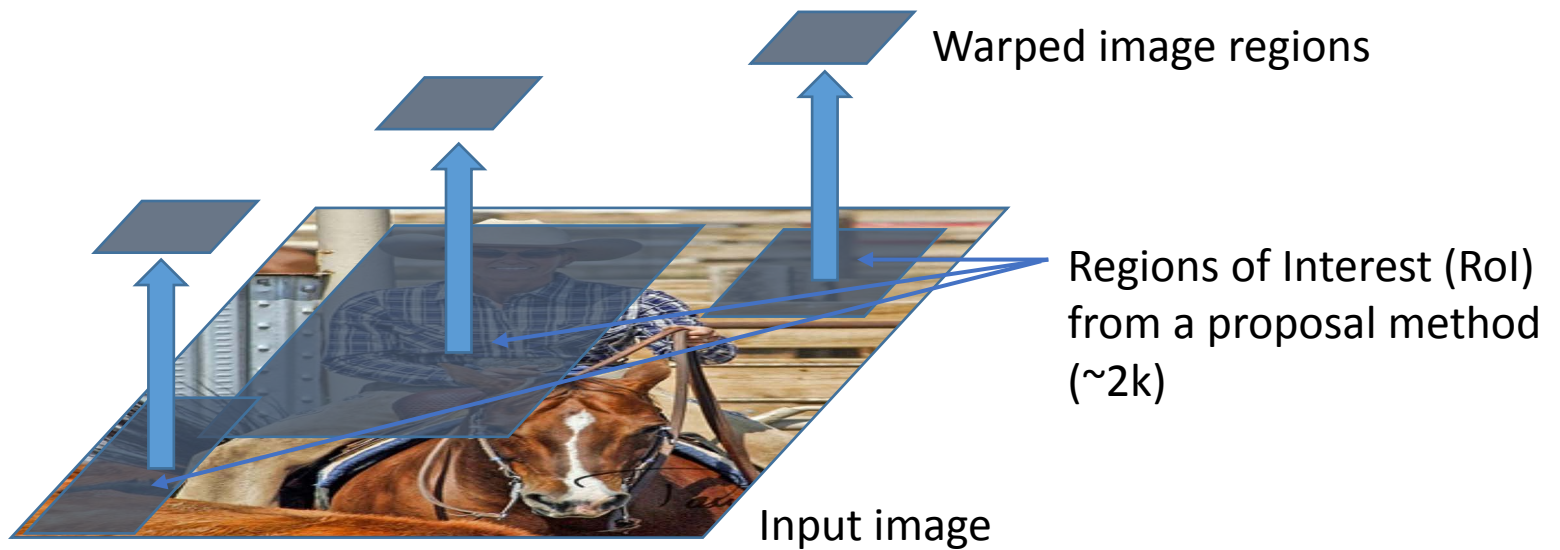 Warped image regions
Regions of Interest (RoI)
from a proposal method
(~2k)
Input image